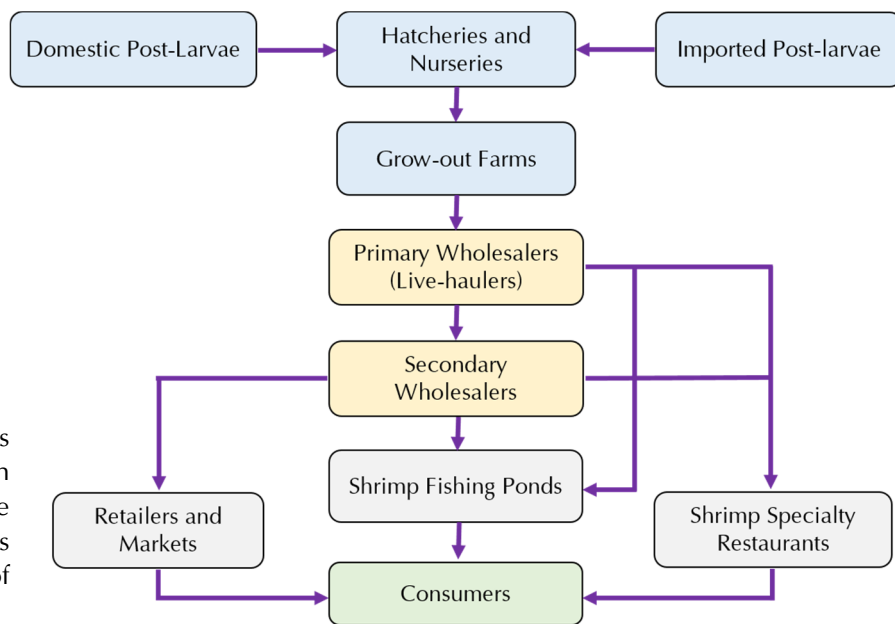 Domestic Post-Larvae
Hatcheries and
Nurseries
Imported Post-larvae
Grow-out Farms
Primary Wholesalers
(Live-haulers)
Secondary
Wholesalers
s
n
e
s
of
Shrimp Fishing Ponds
Retailers and
Markets
Shrimp Specialty
Restaurants
Consumers